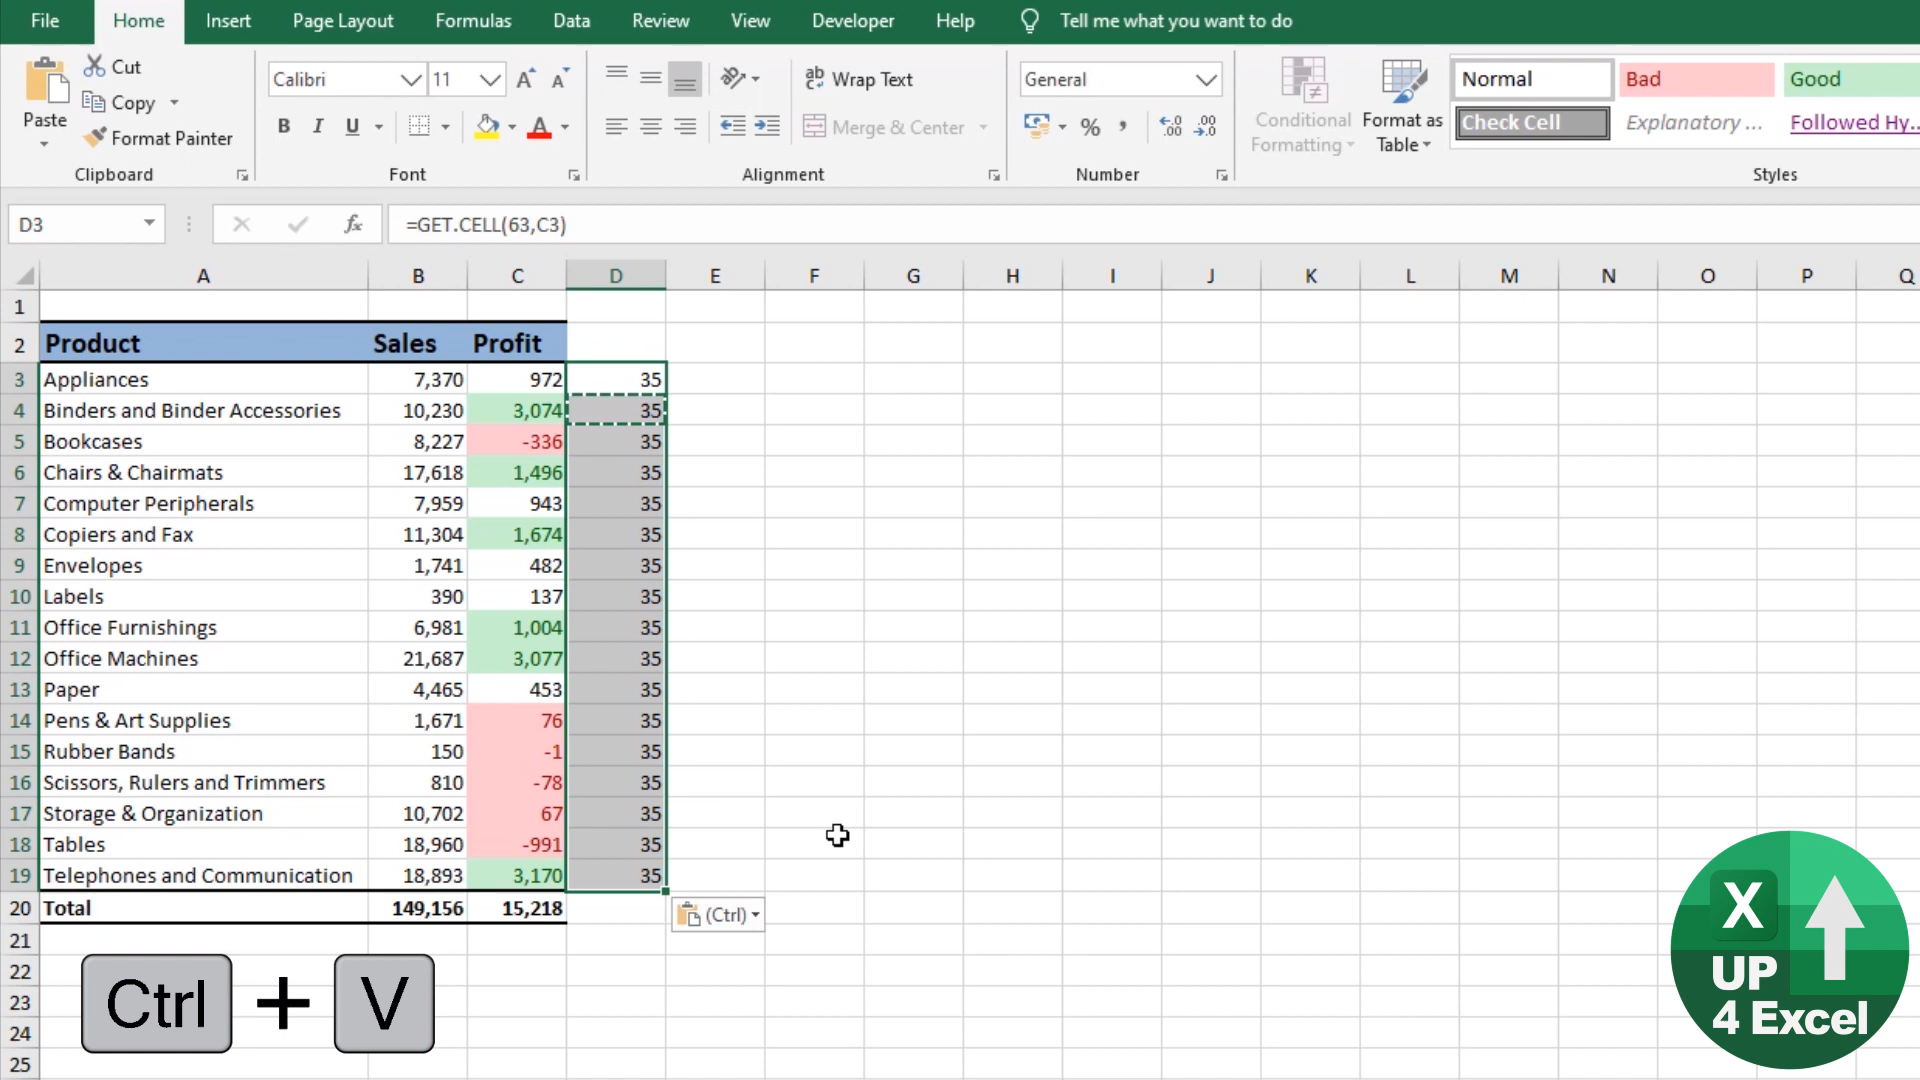 File Home Insert Page Layout Formulas Data Review View Developer Help Tell me what you want to do
Paste Cut Copy Format Painter Clipboard
Calibri 11 A A B I U A Font
ab Wrap Text Merge & Center Alignment
General % , .00 .00 Number
Conditional Formatting Format as Table Normal Bad Good Check Cell Explanatory ... Followed Hy... Styles
D3 fx =GET.CELL(63,C3)
A B C D E F G H I J K L M N O P Q
1
2 Product Sales Profit
3 Appliances 7,370 972 35
4 Binders and Binder Accessories 10,230 3,074 35
5 Bookcases 8,227 -336 35
6 Chairs & Chairmats 17,618 1,496 35
7 Computer Peripherals 7,959 943 35
8 Copiers and Fax 11,304 1,674 35
9 Envelopes 1,741 482 35
10 Labels 390 137 35
11 Office Furnishings 6,981 1,004 35
12 Office Machines 21,687 3,077 35
13 Paper 4,465 453 35
14 Pens & Art Supplies 1,671 76 35
15 Rubber Bands 150 -1 35
16 Scissors, Rulers and Trimmers 810 -78 35
17 Storage & Organization 10,702 67 35
18 Tables 18,960 -991 35
19 Telephones and Communication 18,893 3,170 35
20 Total 149,156 15,218
(Ctrl)
21
22
23
24
25
Ctrl + V
X
UP
4 Excel